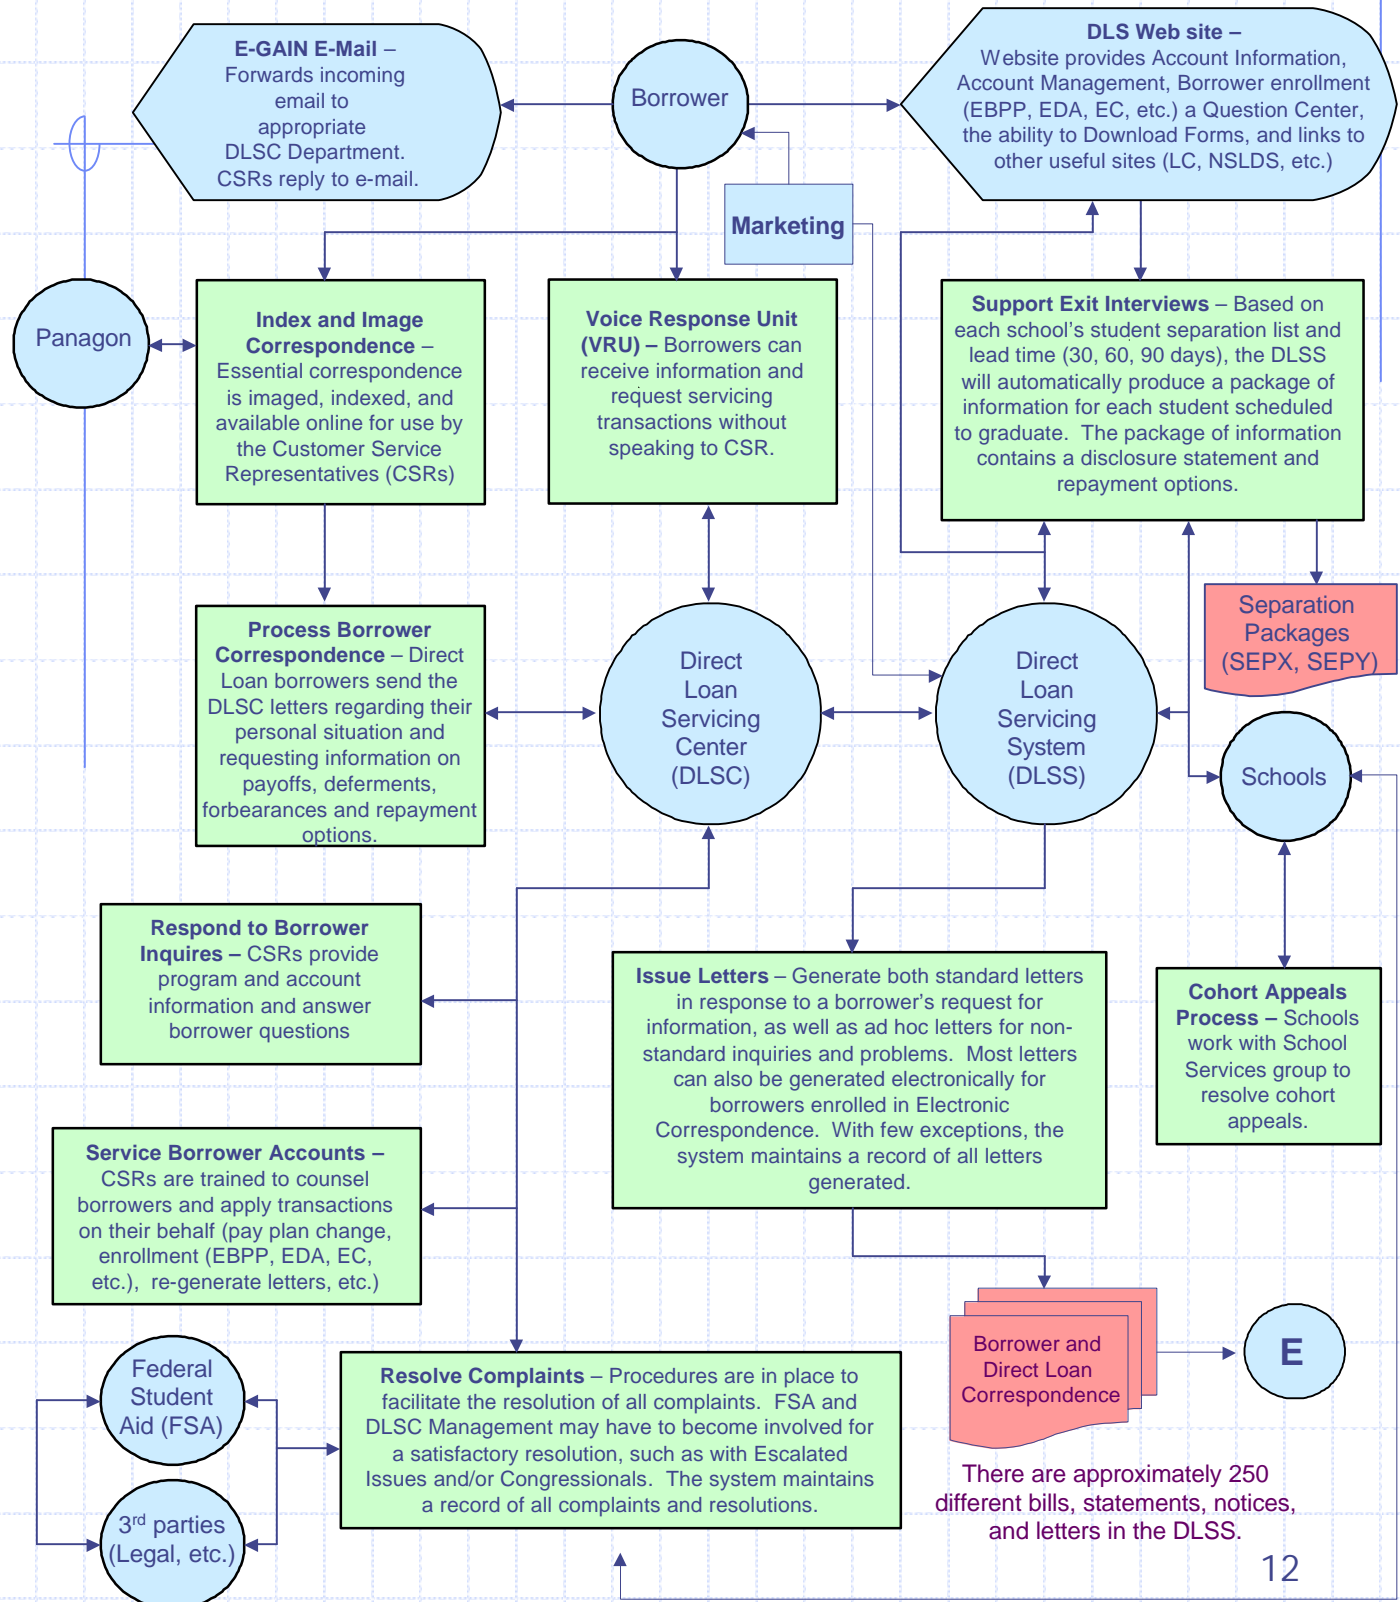 E-GAIN E-Mail –
Forwards incoming
email to
appropriate
DLSC Department.
CSRs reply to e-mail.
Borrower
DLS Web site –
Website provides Account Information,
Account Management, Borrower enrollment
(EBPP, EDA, EC, etc.) a Question Center,
the ability to Download Forms, and links to
other useful sites (LC, NSLDS, etc.)
Marketing
Panagon
Index and Image
Correspondence –
Essential correspondence
is imaged, indexed, and
available online for use by
the Customer Service
Representatives (CSRs)
Voice Response Unit
(VRU) – Borrowers can
receive information and
request servicing
transactions without
speaking to CSR.
Support Exit Interviews – Based on
each school's student separation list and
lead time (30, 60, 90 days), the DLSS
will automatically produce a package of
information for each student scheduled
to graduate. The package of information
contains a disclosure statement and
repayment options.
Separation
Packages
(SEPX, SEPY)
Process Borrower
Correspondence – Direct
Loan borrowers send the
DLSC letters regarding their
personal situation and
requesting information on
payoffs, deferments,
forbearances and repayment
options.
Direct
Loan
Servicing
Center
(DLSC)
Direct
Loan
Servicing
System
(DLSS)
Schools
Respond to Borrower
Inquires – CSRs provide
program and account
information and answer
borrower questions
Issue Letters – Generate both standard letters
in response to a borrower's request for
information, as well as ad hoc letters for non-
standard inquiries and problems. Most letters
can also be generated electronically for
borrowers enrolled in Electronic
Correspondence. With few exceptions, the
system maintains a record of all letters
generated.
Cohort Appeals
Process – Schools
work with School
Services group to
resolve cohort
appeals.
Service Borrower Accounts –
CSRs are trained to counsel
borrowers and apply transactions
on their behalf (pay plan change,
enrollment (EBPP, EDA, EC,
etc.), re-generate letters, etc.)
Federal
Student
Aid (FSA)
3rd parties
(Legal, etc.)
Resolve Complaints – Procedures are in place to
facilitate the resolution of all complaints. FSA and
DLSC Management may have to become involved for
a satisfactory resolution, such as with Escalated
Issues and/or Congressionals. The system maintains
a record of all complaints and resolutions.
Borrower and
Direct Loan
Correspondence
E
There are approximately 250
different bills, statements, notices,
and letters in the DLSS.
12